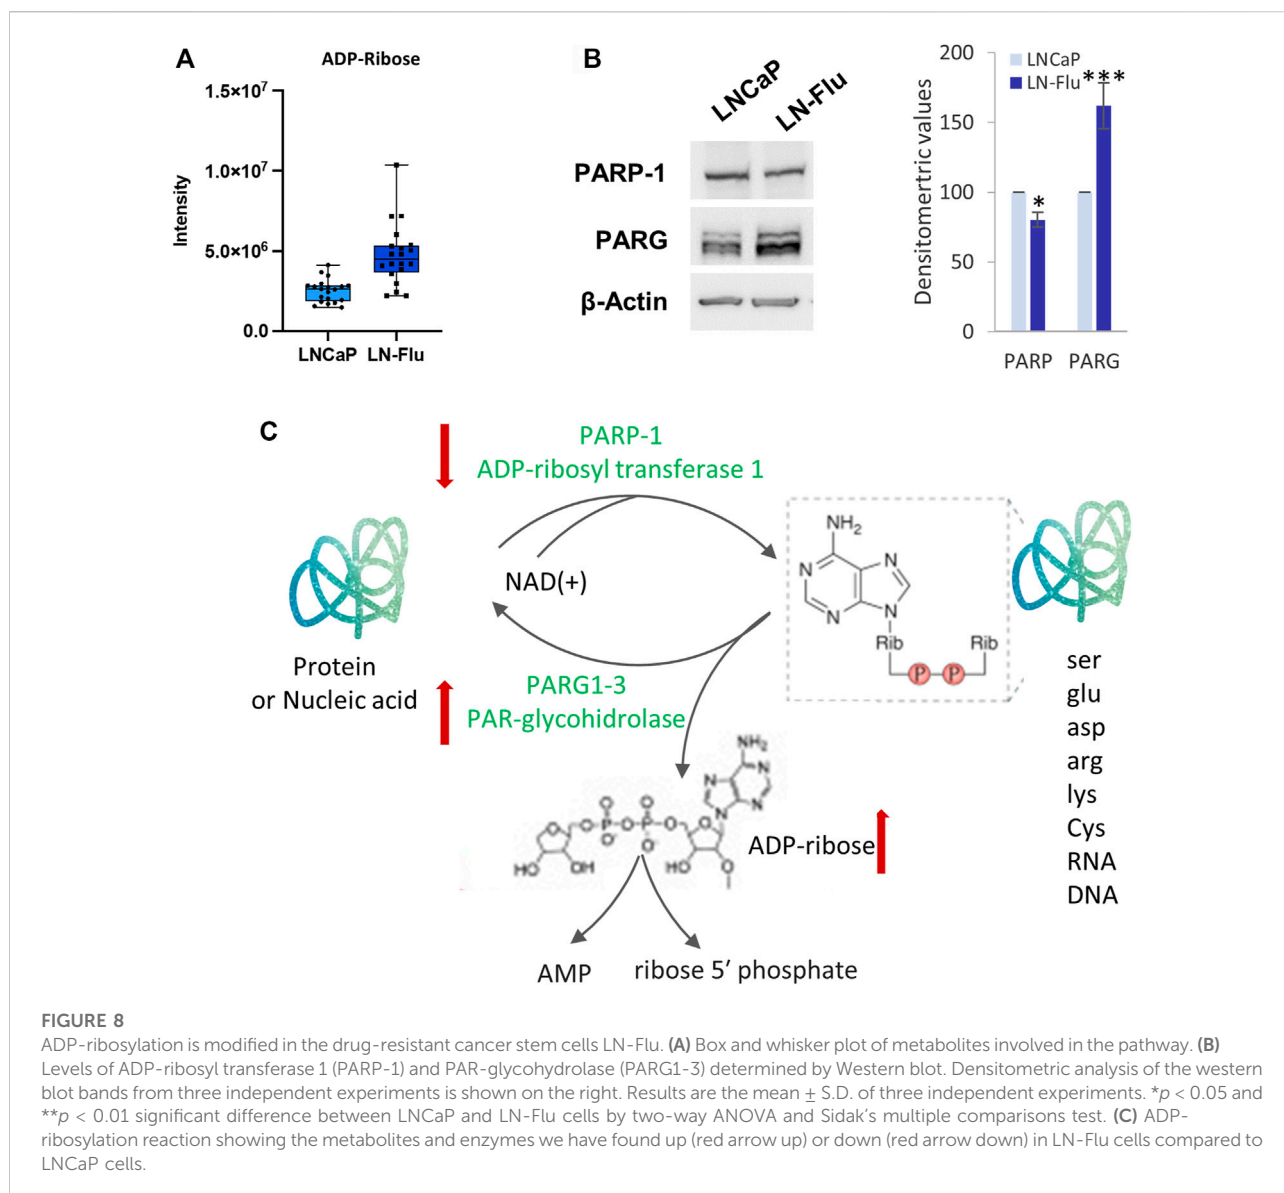 A
ADP-Ribose
1.5×10⁷
1.0×10⁷
5.0×10⁶
0.0
Intensity
LNCaP LN-Flu
B
LNCaP LN-Flu
PARP-1
PARG
β-Actin
200
150
100
50
0
Densitomertric values
LNCaP
LN-Flu
***
*
PARP PARG
C
PARP-1
ADP-ribosyl transferase 1
NAD(+)
Protein
or Nucleic acid
PARG1-3
PAR-glycohidrolase
NH₂
N
N
N
N
Rib
Rib
P P
ser
glu
asp
arg
lys
Cys
RNA
DNA
NH₂
N
N
N
N
O O
O P O P O
O⁻ O⁻
O
O
HO OH
HO O
ADP-ribose
AMP
ribose 5′ phosphate
FIGURE 8
ADP-ribosylation is modified in the drug-resistant cancer stem cells LN-Flu. (A) Box and whisker plot of metabolites involved in the pathway. (B)
Levels of ADP-ribosyl transferase 1 (PARP-1) and PAR-glycohydrolase (PARG1-3) determined by Western blot. Densitometric analysis of the western
blot bands from three independent experiments is shown on the right. Results are the mean ± S.D. of three independent experiments. *p < 0.05 and
**p < 0.01 significant difference between LNCaP and LN-Flu cells by two-way ANOVA and Sidak's multiple comparisons test. (C) ADP-
ribosylation reaction showing the metabolites and enzymes we have found up (red arrow up) or down (red arrow down) in LN-Flu cells compared to
LNCaP cells.